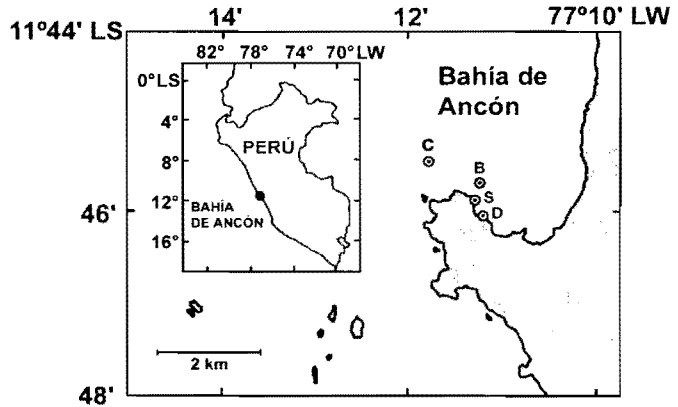 14' 12' 77°10' LW
11°44' LS
82° 78° 74° 70° LW
0°LS
4°
8°
12°
16°
PERÚ
BAHÍA
DE ANCÓN
Bahía de
Ancón
C
B
S
D
46'
2 km
48'